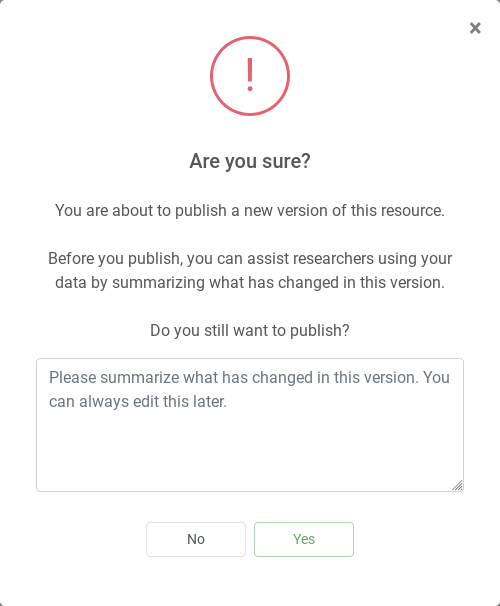 ×
!
Are you sure?
You are about to publish a new version of this resource.
Before you publish, you can assist researchers using your
data by summarizing what has changed in this version.
Do you still want to publish?
Please summarize what has changed in this version. You
can always edit this later.
No Yes